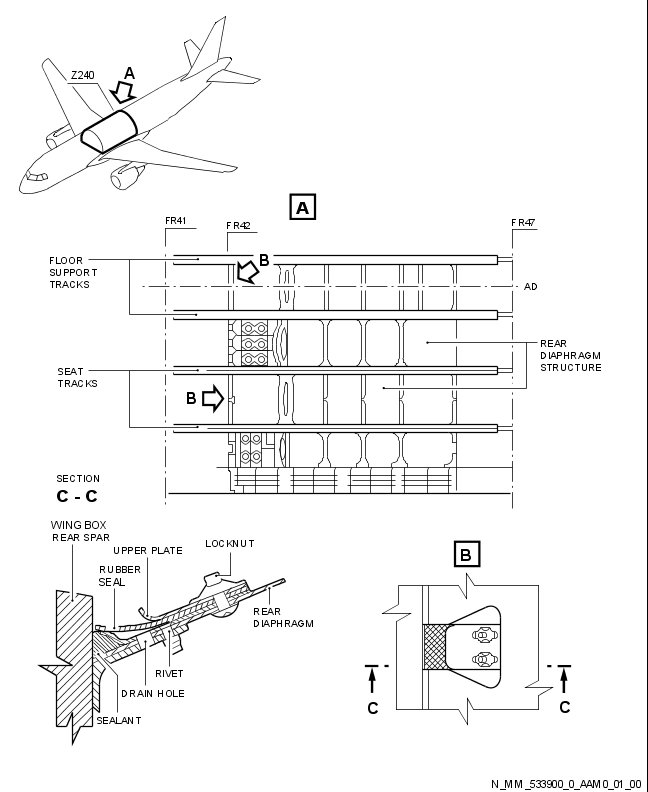 Z240
A
A
FR41
FR42
FR47
B
FLOOR
SUPPORT
TRACKS
AD
REAR
DIAPHRAGM
STRUCTURE
SEAT
TRACKS
B
SECTION
C - C
WING BOX
REAR SPAR
UPPER PLATE
LOCKNUT
RUBBER
SEAL
REAR
DIAPHRAGM
RIVET
DRAIN HOLE
SEALANT
B
C
C
N_MM_533900_0_AAM0_01_00